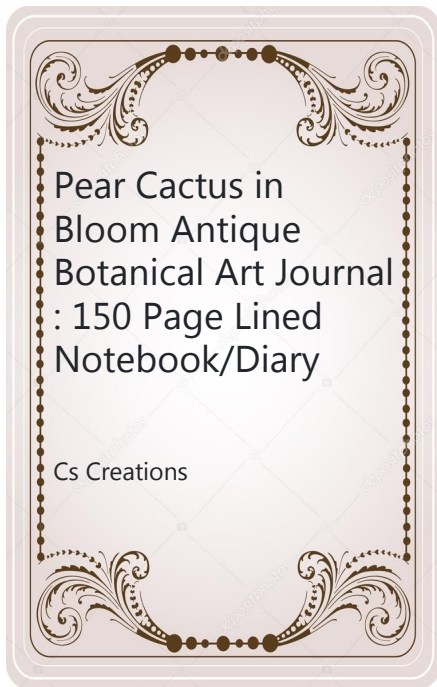 Pear Cactus in
Bloom Antique
Botanical Art Journal
: 150 Page Lined
Notebook/Diary
Cs Creations